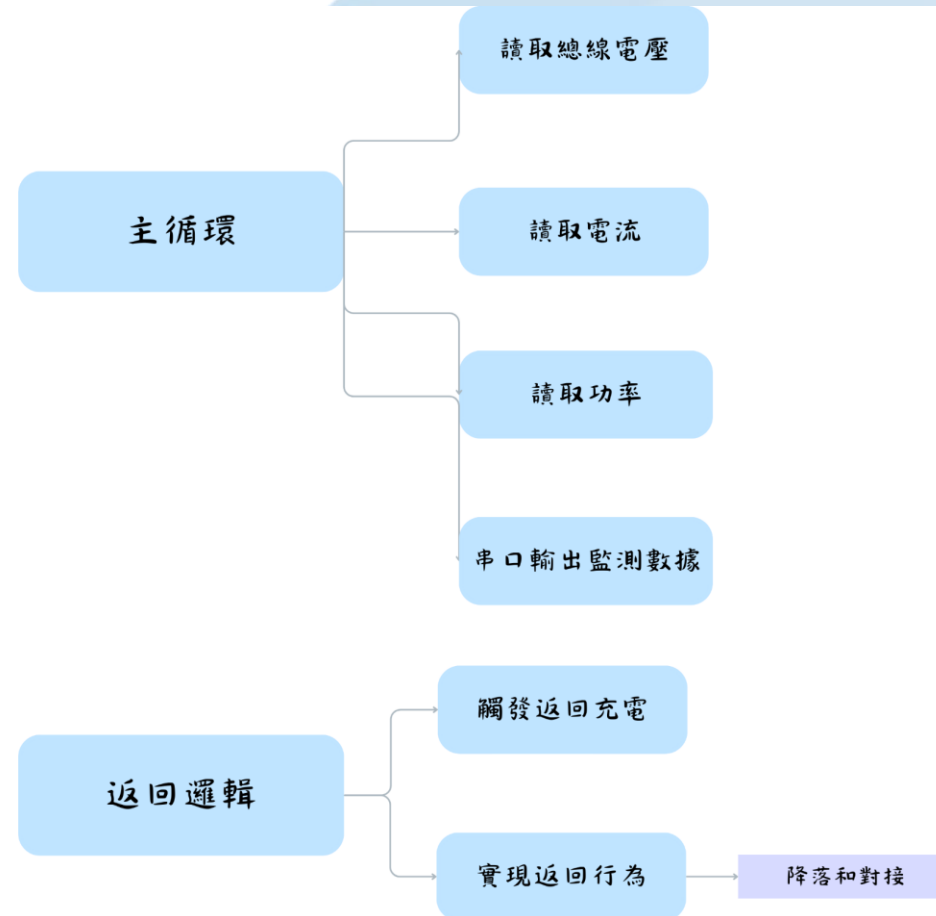 讀取總線電壓
主循環
讀取電流
讀取功率
串口輸出監測數據
觸發返回充電
返回邏輯
實現返回行為
降落和對接